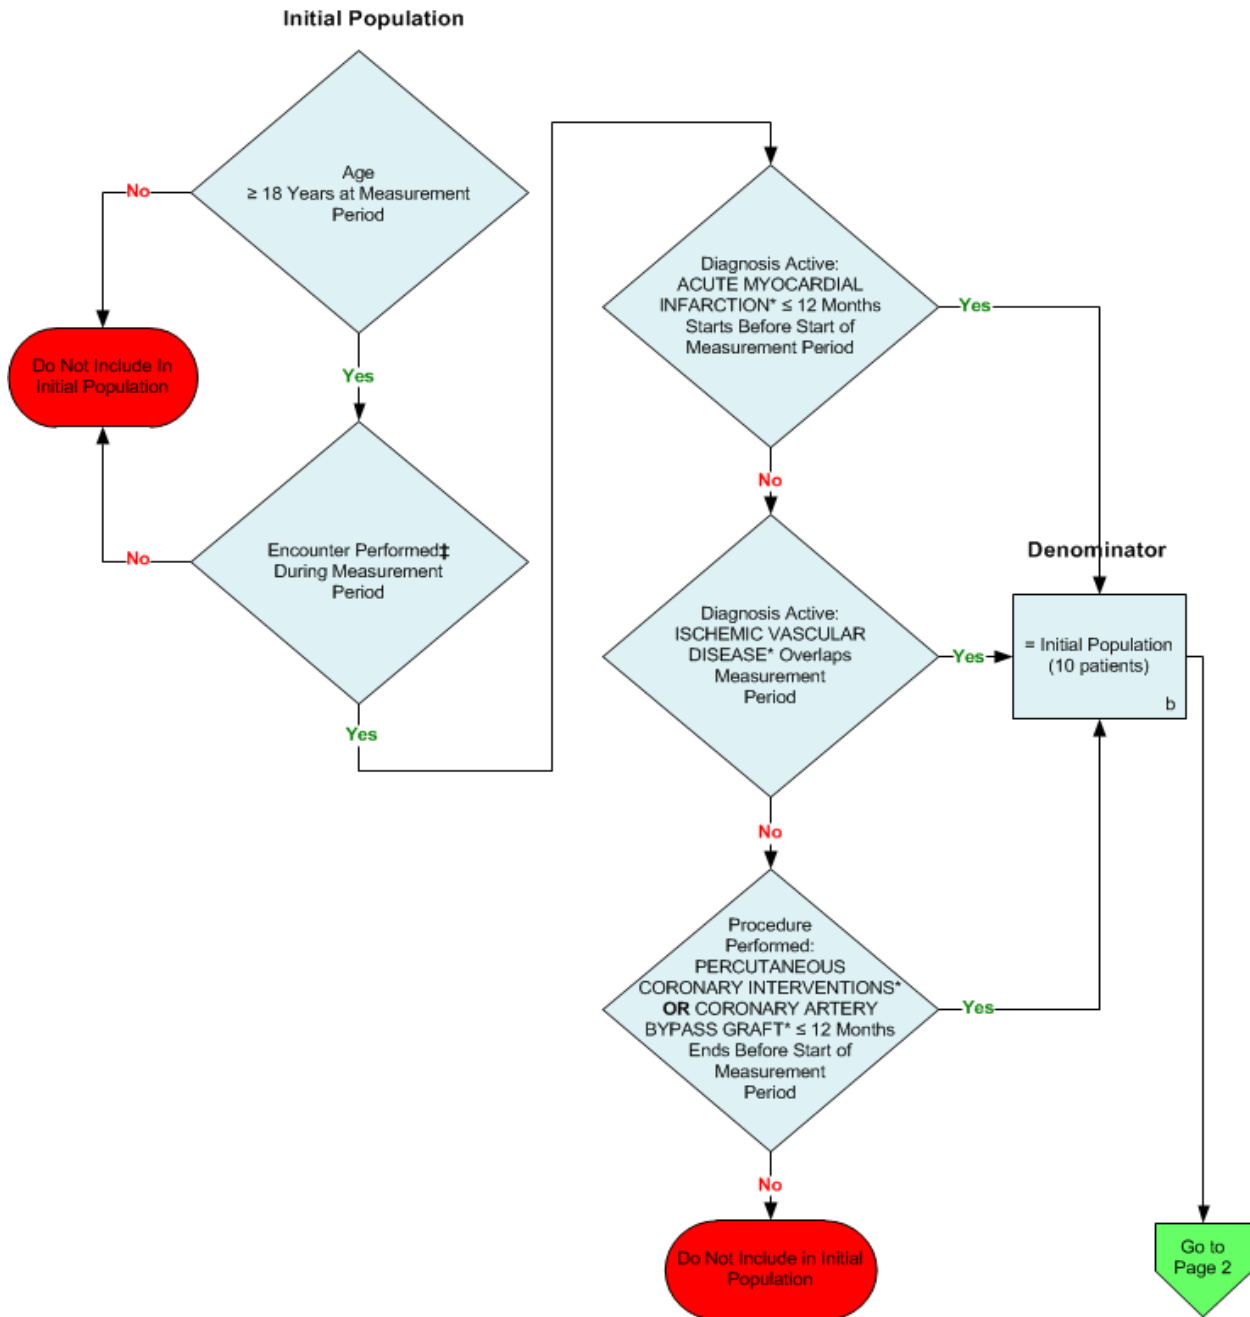 Initial Population
Age
≥ 18 Years at Measurement
Period
No
Do Not Include In
Initial Population
Yes
Encounter Performed‡
During Measurement
Period
No
Yes
Diagnosis Active:
ACUTE MYOCARDIAL
INFARCTION* ≤ 12 Months
Starts Before Start of
Measurement Period
Yes
No
Diagnosis Active:
ISCHEMIC VASCULAR
DISEASE* Overlaps
Measurement
Period
Yes
Denominator
= Initial Population
(10 patients)
b
No
Procedure
Performed:
PERCUTANEOUS
CORONARY INTERVENTIONS*
OR CORONARY ARTERY
BYPASS GRAFT* ≤ 12 Months
Ends Before Start of
Measurement
Period
Yes
No
Do Not Include in Initial
Population
Go to
Page 2